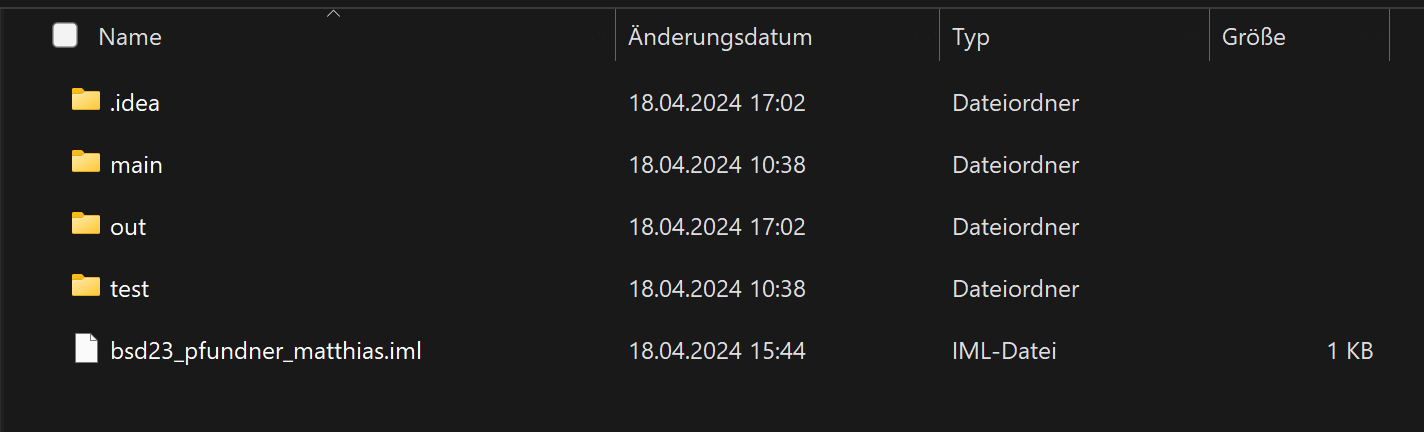 Name Änderungsdatum Typ Größe
.idea 18.04.2024 17:02 Dateiordner
main 18.04.2024 10:38 Dateiordner
out 18.04.2024 17:02 Dateiordner
test 18.04.2024 10:38 Dateiordner
bsd23_pfundner_matthias.iml 18.04.2024 15:44 IML-Datei 1 KB